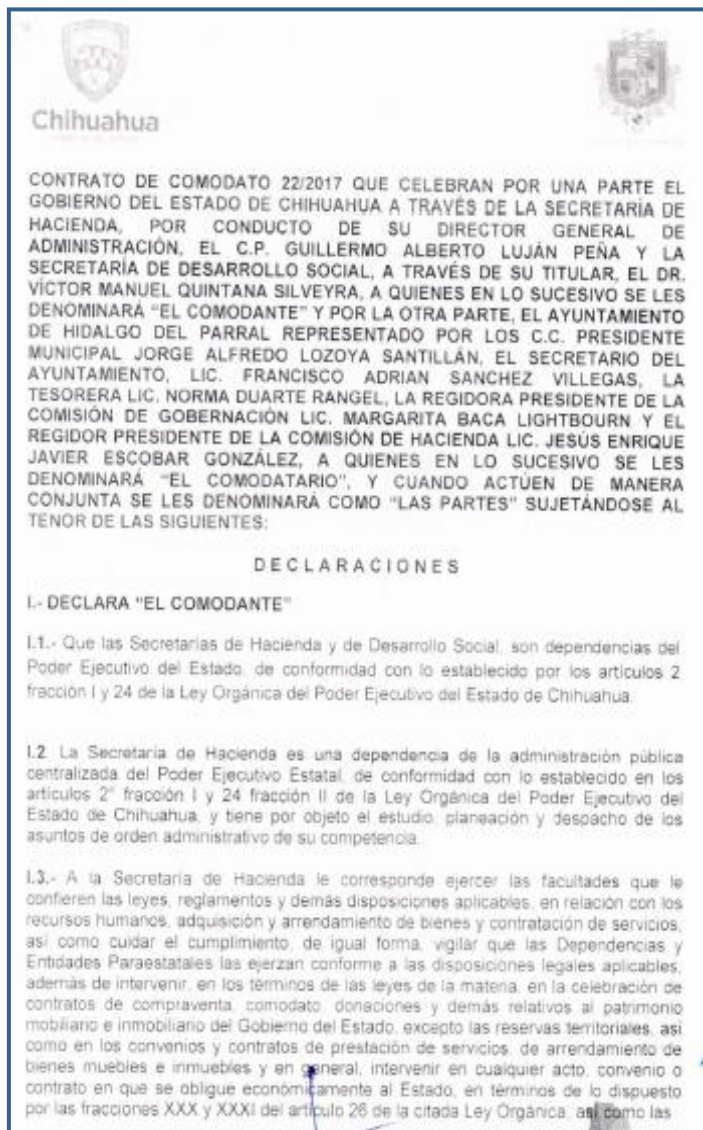 Chihuahua
CONTRATO DE COMODATO 22/2017 QUE CELEBRAN POR UNA PARTE EL
GOBIERNO DEL ESTADO DE CHIHUAHUA A TRAVÉS DE LA SECRETARÍA DE
HACIENDA, POR CONDUCTO DE SU DIRECTOR GENERAL DE
ADMINISTRACIÓN, EL C.P. GUILLERMO ALBERTO LUJÁN PEÑA Y LA
SECRETARÍA DE DESARROLLO SOCIAL, A TRAVÉS DE SU TITULAR, EL DR.
VÍCTOR MANUEL QUINTANA SILVEYRA, A QUIENES EN LO SUCESIVO SE LES
DENOMINARÁ "EL COMODANTE" Y POR LA OTRA PARTE, EL AYUNTAMIENTO
DE HIDALGO DEL PARRAL REPRESENTADO POR LOS C.C. PRESIDENTE
MUNICIPAL JORGE ALFREDO LOZOYA SANTILLÁN, EL SECRETARIO DEL
AYUNTAMIENTO, LIC. FRANCISCO ADRIAN SANCHEZ VILLEGAS, LA
TESORERA LIC. NORMA DUARTE RANGEL, LA REGIDORA PRESIDENTE DE LA
COMISIÓN DE GOBERNACIÓN LIC. MARGARITA BACA LIGHTBOURN Y EL
REGIDOR PRESIDENTE DE LA COMISIÓN DE HACIENDA LIC. JESÚS ENRIQUE
JAVIER ESCOBAR GONZÁLEZ, A QUIENES EN LO SUCESIVO SE LES
DENOMINARÁ "EL COMODATARIO", Y CUANDO ACTÚEN DE MANERA
CONJUNTA SE LES DENOMINARÁ COMO "LAS PARTES" SUJETÁNDOSE AL
TENOR DE LAS SIGUIENTES:
DECLARACIONES
I.- DECLARA "EL COMODANTE"
I.1.- Que las Secretarías de Hacienda y de Desarrollo Social, son dependencias del
Poder Ejecutivo del Estado, de conformidad con lo establecido por los artículos 2
fracción I y 24 de la Ley Orgánica del Poder Ejecutivo del Estado de Chihuahua.
I.2. La Secretaría de Hacienda es una dependencia de la administración pública
centralizada del Poder Ejecutivo Estatal, de conformidad con lo establecido en los
artículos 2° fracción I y 24 fracción II de la Ley Orgánica del Poder Ejecutivo del
Estado de Chihuahua, y tiene por objeto el estudio, planeación y despacho de los
asuntos de orden administrativo de su competencia.
I.3.- A la Secretaría de Hacienda le corresponde ejercer las facultades que le
confieren las leyes, reglamentos y demás disposiciones aplicables, en relación con los
recursos humanos, adquisición y arrendamiento de bienes y contratación de servicios,
así como cuidar el cumplimiento, de igual forma, vigilar que las Dependencias y
Entidades Paraestatales las ejerzan conforme a las disposiciones legales aplicables,
además de intervenir, en los términos de las leyes de la materia, en la celebración de
contratos de compraventa, comodato, donaciones y demás relativos al patrimonio
mobiliario e inmobiliario del Gobierno del Estado, excepto las reservas territoriales, así
como en los convenios y contratos de prestación de servicios, de arrendamiento de
bienes muebles e inmuebles y en general, intervenir en cualquier acto, convenio o
contrato en que se obligue económicamente al Estado, en términos de lo dispuesto
por las fracciones XXX y XXXI del artículo 26 de la citada Ley Orgánica, así como las